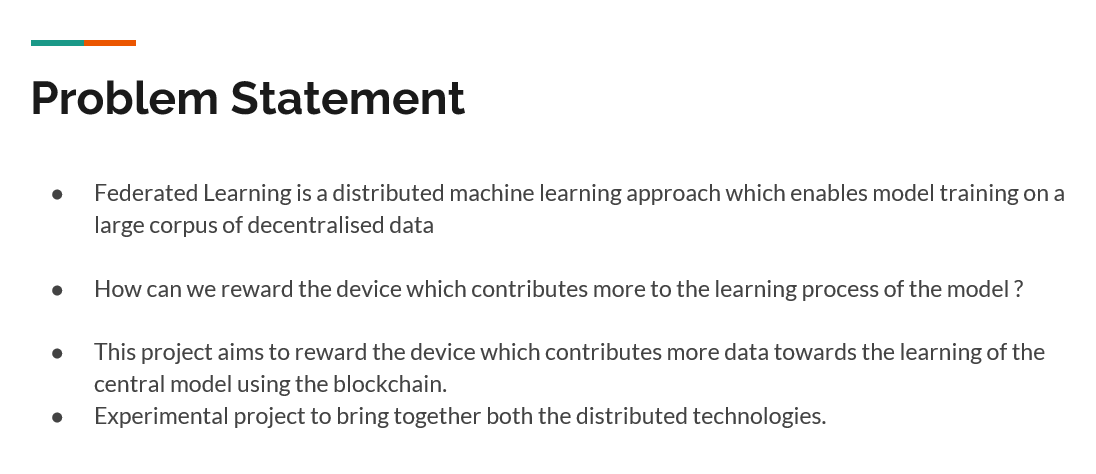 Problem Statement
● Federated Learning is a distributed machine learning approach which enables model training on a
large corpus of decentralised data
● How can we reward the device which contributes more to the learning process of the model ?
● This project aims to reward the device which contributes more data towards the learning of the
central model using the blockchain.
● Experimental project to bring together both the distributed technologies.